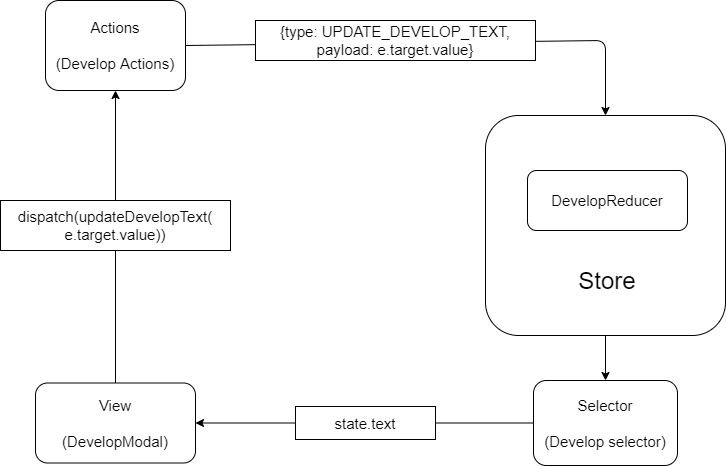 Actions
(Develop Actions)
{type: UPDATE_DEVELOP_TEXT,
payload: e.target.value}
DevelopReducer
Store
dispatch(updateDevelopText(
e.target.value))
View
(DevelopModal)
state.text
Selector
(Develop selector)